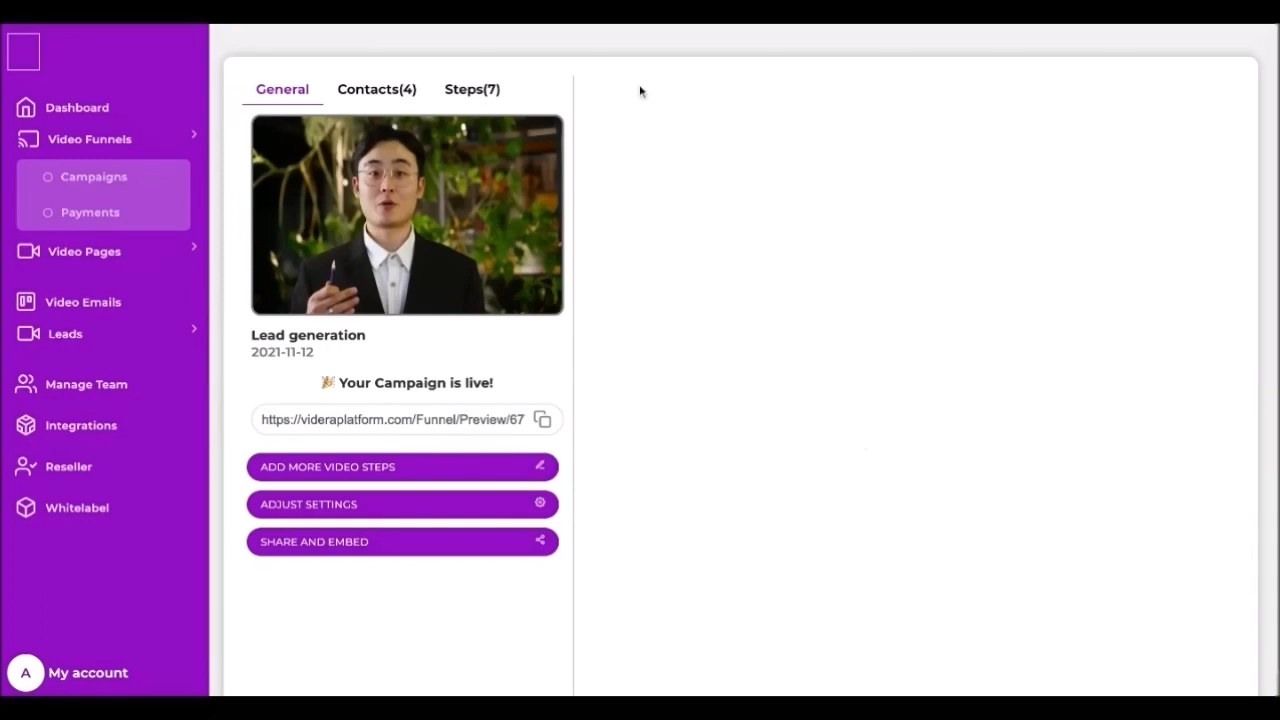 Dashboard
Video Funnels
Campaigns
Payments
Video Pages
Video Emails
Leads
Manage Team
Integrations
Reseller
Whitelabel
A My account
General Contacts(4) Steps(7)
Lead generation
2021-11-12
🎉 Your Campaign is live!
https://videraplatform.com/Funnel/Preview/67
ADD MORE VIDEO STEPS
ADJUST SETTINGS
SHARE AND EMBED